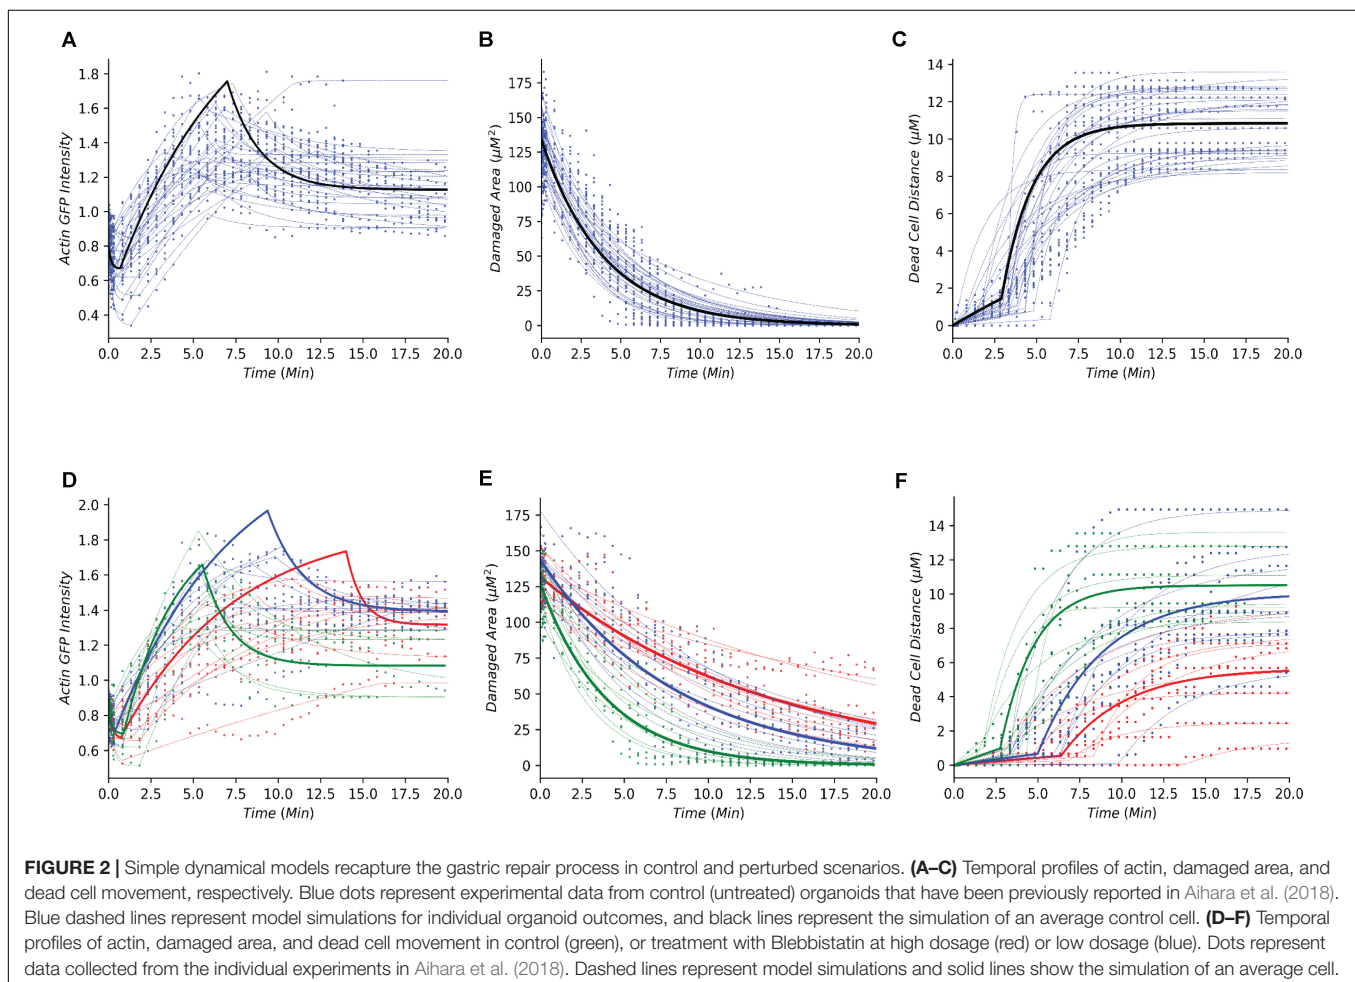 A
Actin GFP Intensity
1.8
1.6
1.4
1.2
1.0
0.8
0.6
0.4
0.0 2.5 5.0 7.5 10.0 12.5 15.0 17.5 20.0
Time (Min)
B
Damaged Area (μM²)
175
150
125
100
75
50
25
0
0.0 2.5 5.0 7.5 10.0 12.5 15.0 17.5 20.0
Time (Min)
C
Dead Cell Distance (μM)
14
12
10
8
6
4
2
0
0.0 2.5 5.0 7.5 10.0 12.5 15.0 17.5 20.0
Time (Min)
D
Actin GFP Intensity
2.0
1.8
1.6
1.4
1.2
1.0
0.8
0.6
0.0 2.5 5.0 7.5 10.0 12.5 15.0 17.5 20.0
Time (Min)
E
Damaged Area (μM²)
175
150
125
100
75
50
25
0
0.0 2.5 5.0 7.5 10.0 12.5 15.0 17.5 20.0
Time (Min)
F
Dead Cell Distance (μM)
14
12
10
8
6
4
2
0
0.0 2.5 5.0 7.5 10.0 12.5 15.0 17.5 20.0
Time (Min)
FIGURE 2 | Simple dynamical models recapture the gastric repair process in control and perturbed scenarios. (A–C) Temporal profiles of actin, damaged area, and
dead cell movement, respectively. Blue dots represent experimental data from control (untreated) organoids that have been previously reported in Aihara et al. (2018).
Blue dashed lines represent model simulations for individual organoid outcomes, and black lines represent the simulation of an average control cell. (D–F) Temporal
profiles of actin, damaged area, and dead cell movement in control (green), or treatment with Blebbistatin at high dosage (red) or low dosage (blue). Dots represent
data collected from the individual experiments in Aihara et al. (2018). Dashed lines represent model simulations and solid lines show the simulation of an average cell.